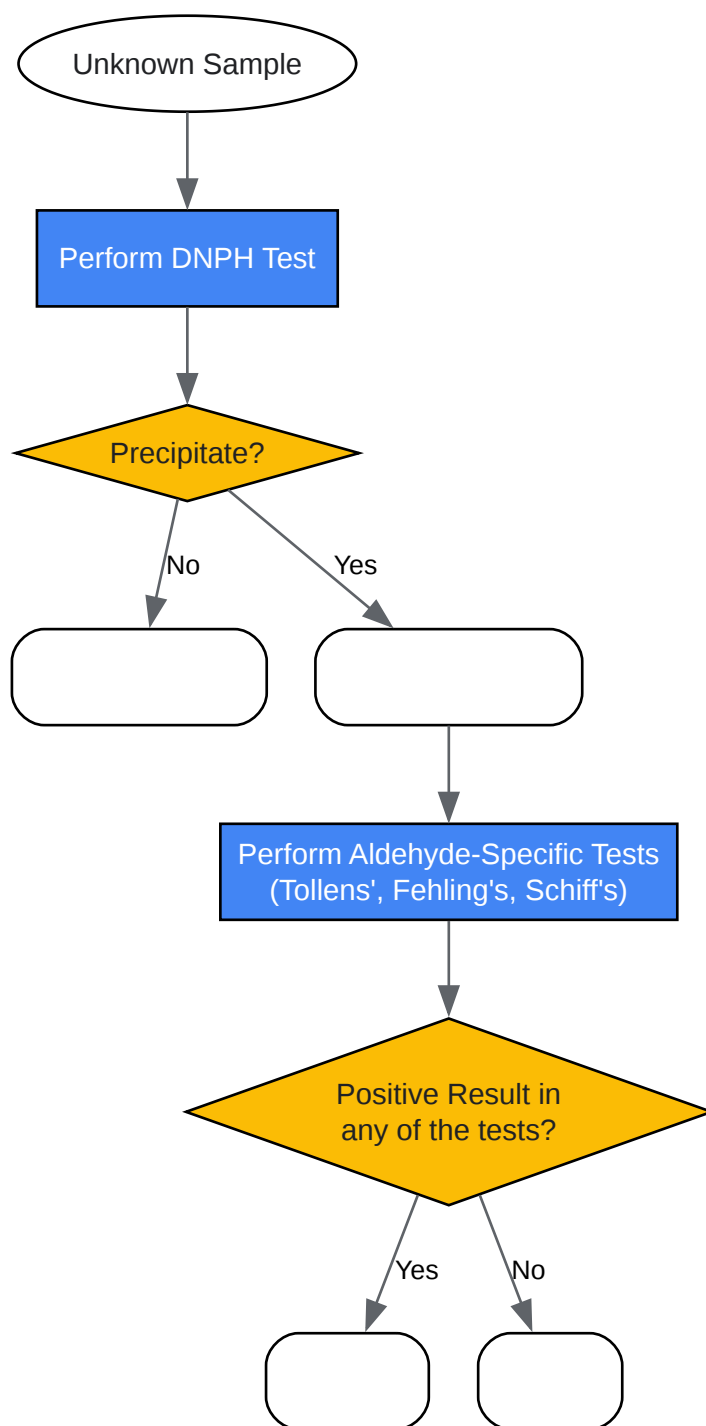 Unknown Sample
Perform DNPH Test
Precipitate?
No
Yes
Perform Aldehyde-Specific Tests
(Tollens', Fehling's, Schiff's)
Positive Result in
any of the tests?
Yes
No